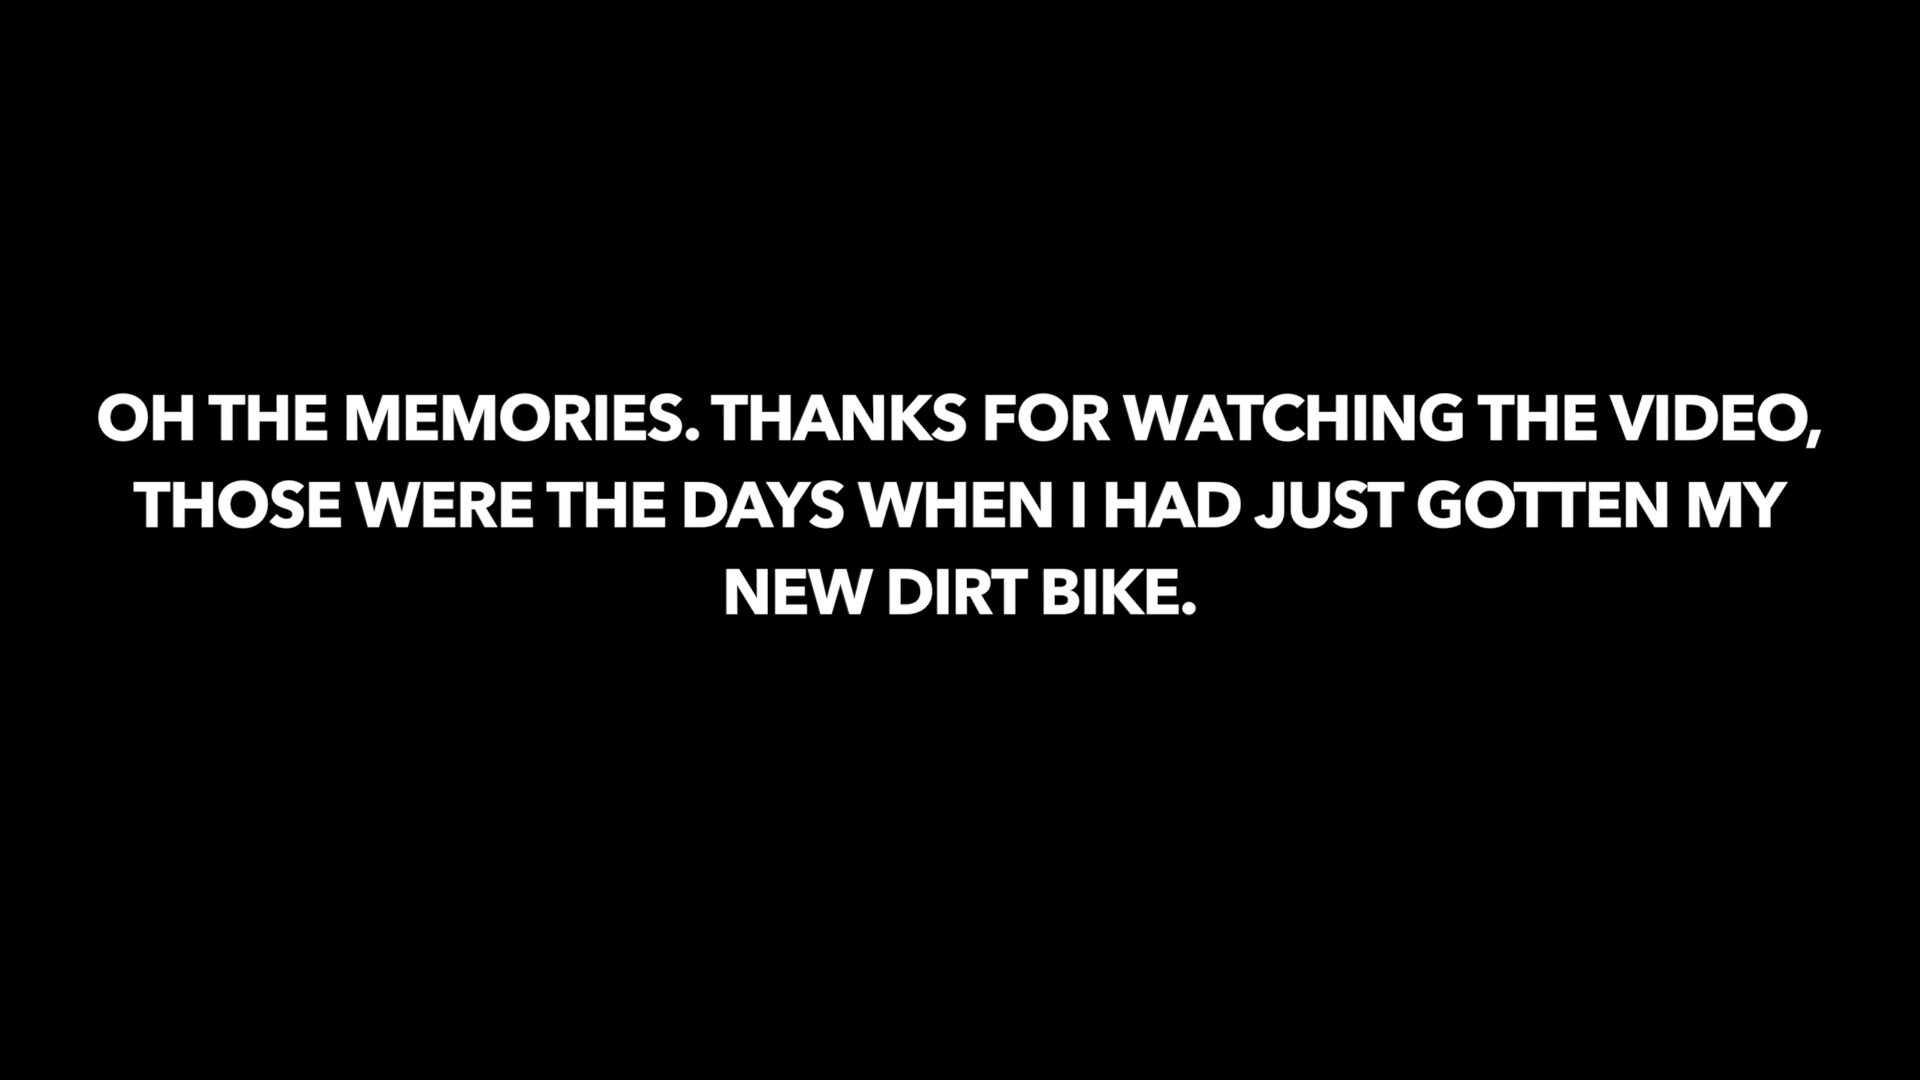 OH THE MEMORIES. THANKS FOR WATCHING THE VIDEO,
THOSE WERE THE DAYS WHEN I HAD JUST GOTTEN MY
NEW DIRT BIKE.